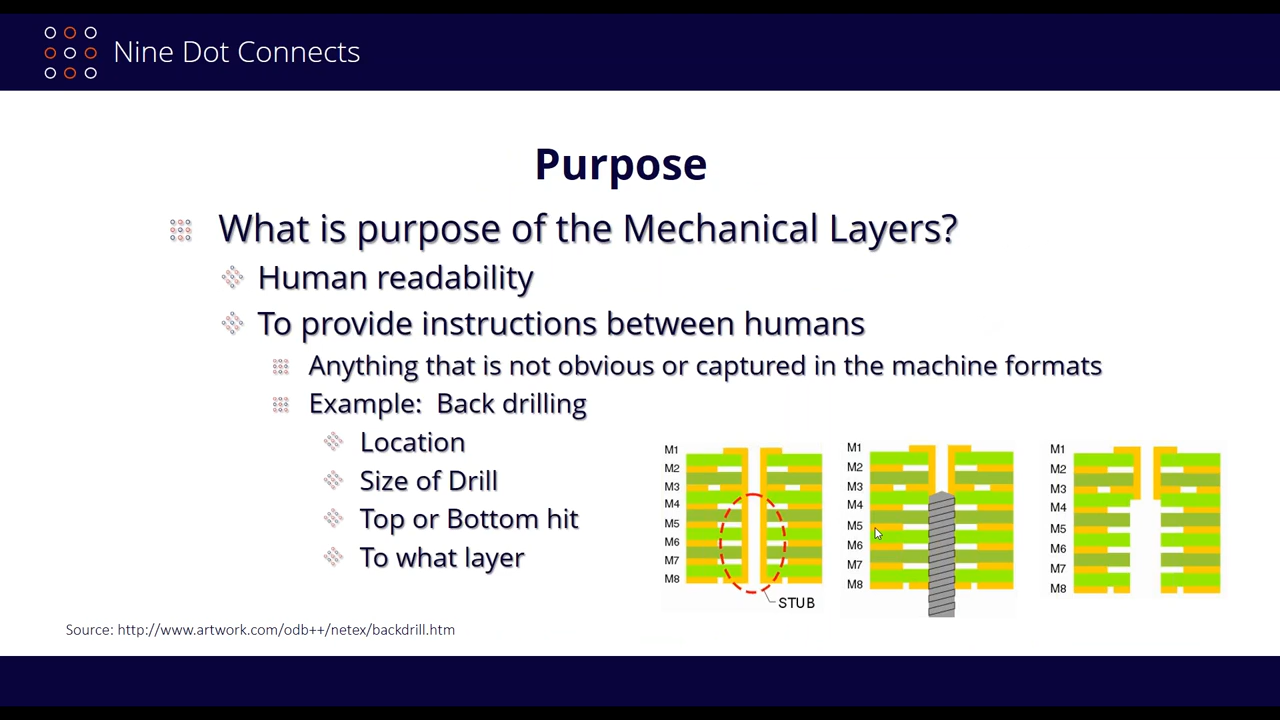 Nine Dot Connects
Purpose
What is purpose of the Mechanical Layers?
Human readability
To provide instructions between humans
Anything that is not obvious or captured in the machine formats
Example: Back drilling
Location
Size of Drill
Top or Bottom hit
To what layer
M1
M2
M3
M4
M5
M6
M7
M8
STUB
M1
M2
M3
M4
M5
M6
M7
M8
M1
M2
M3
M4
M5
M6
M7
M8
Source: http://www.artwork.com/odb++/netex/backdrill.htm